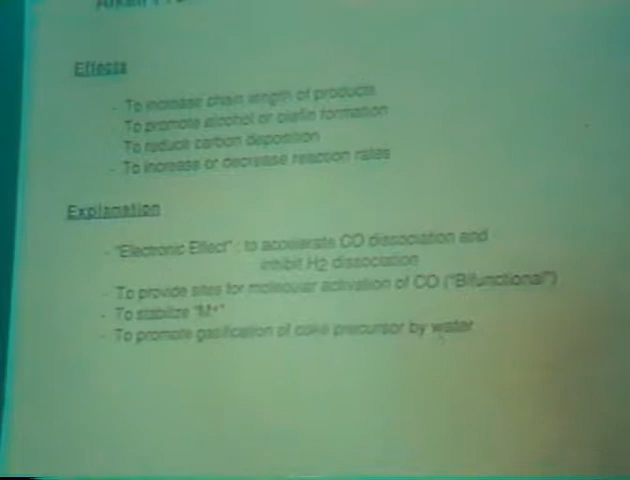 Effects
- To increase chain length of products
To promote alcohol or olefin formation
To reduce carbon deposition
- To increase or decrease reaction rates
Explanation
- "Electronic Effect" : to accelerate CO dissociation and
inhibit H2 dissociation
- To provide sites for molecular activation of CO ("Bifunctional")
- To stabilize "M+"
- To promote gasification of coke precursor by water